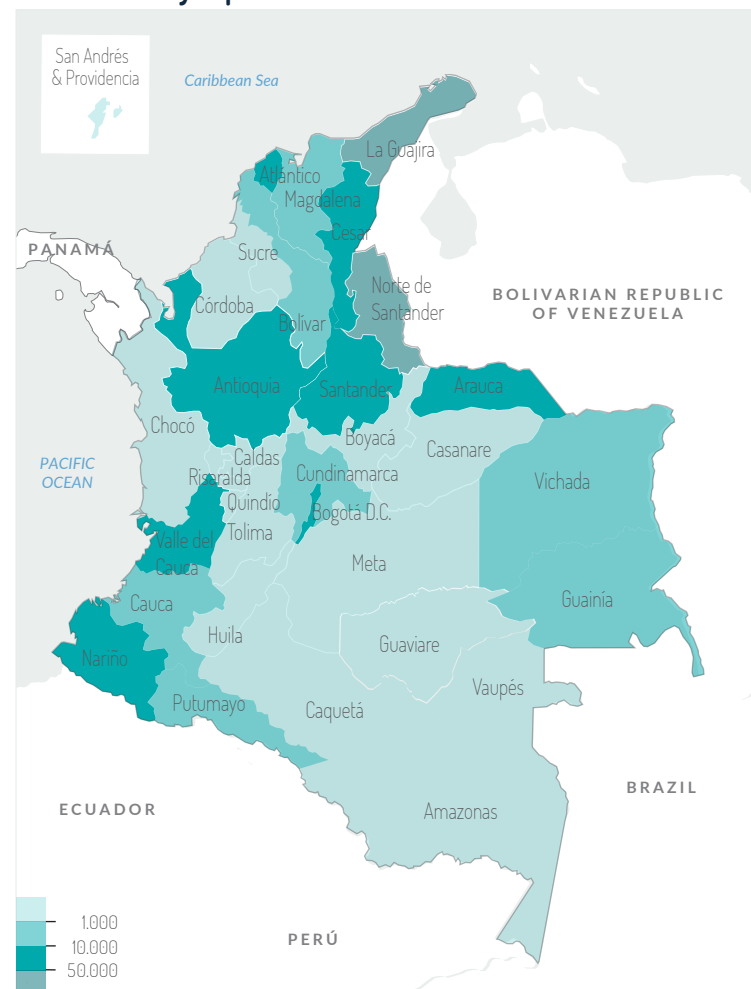 San Andrés
& Providencia
Caribbean Sea
La Guajira
Atlántico
Magdalena
Cesar
PANAMÁ
Sucre
Norte de
Santander
Córdoba
Bolívar
BOLIVARIAN REPUBLIC
OF VENEZUELA
Antioquia
Santander
Arauca
Chocó
Boyacá
Casanare
PACIFIC
OCEAN
Caldas
Risaralda
Cundinamarca
Vichada
Quindío
Bogotá D.C.
Tolima
Valle del
Cauca
Meta
Cauca
Guainía
Huila
Guaviare
Nariño
Vaupés
Putumayo
Caquetá
BRAZIL
ECUADOR
Amazonas
1.000
10.000
50.000
PERÚ